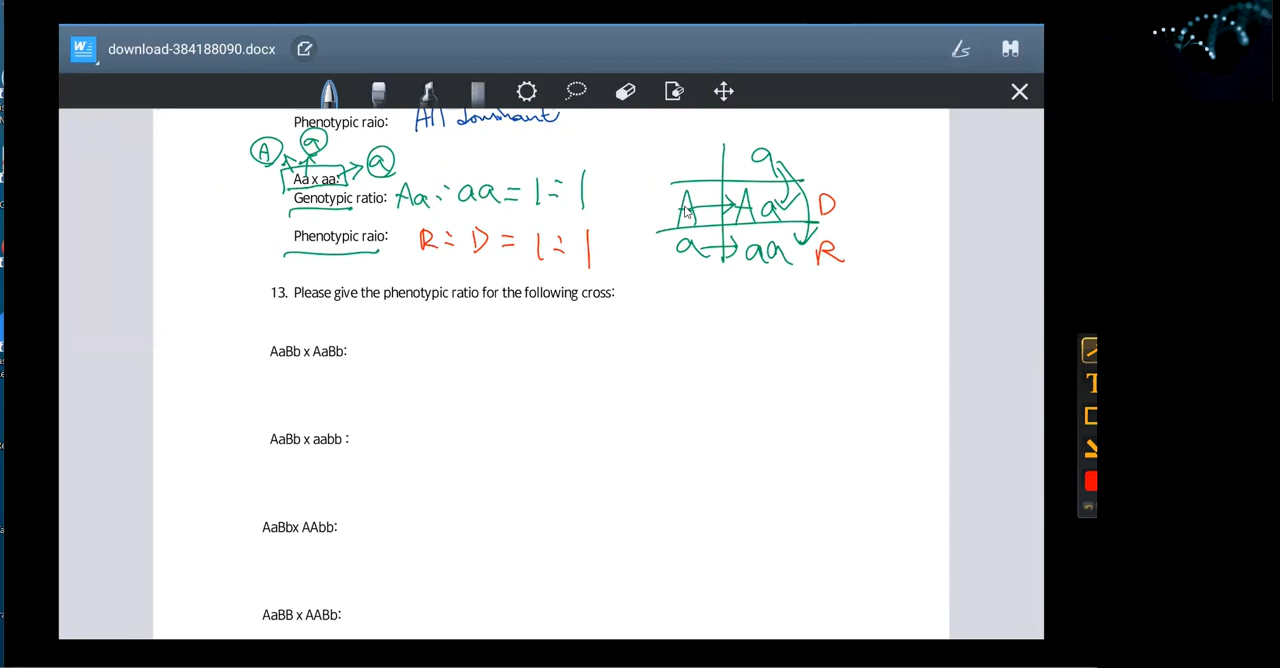 download-384188090.docx
Phenotypic raio: All dominant
A a a
Aa x aa:
Genotypic ratio: Aa : aa = 1 : 1
Phenotypic raio: R : D = 1 : 1
a
A Aa D
a aa R
13. Please give the phenotypic ratio for the following cross:
AaBb x AaBb:
AaBb x aabb :
AaBbx AAbb:
AaBB x AABb: